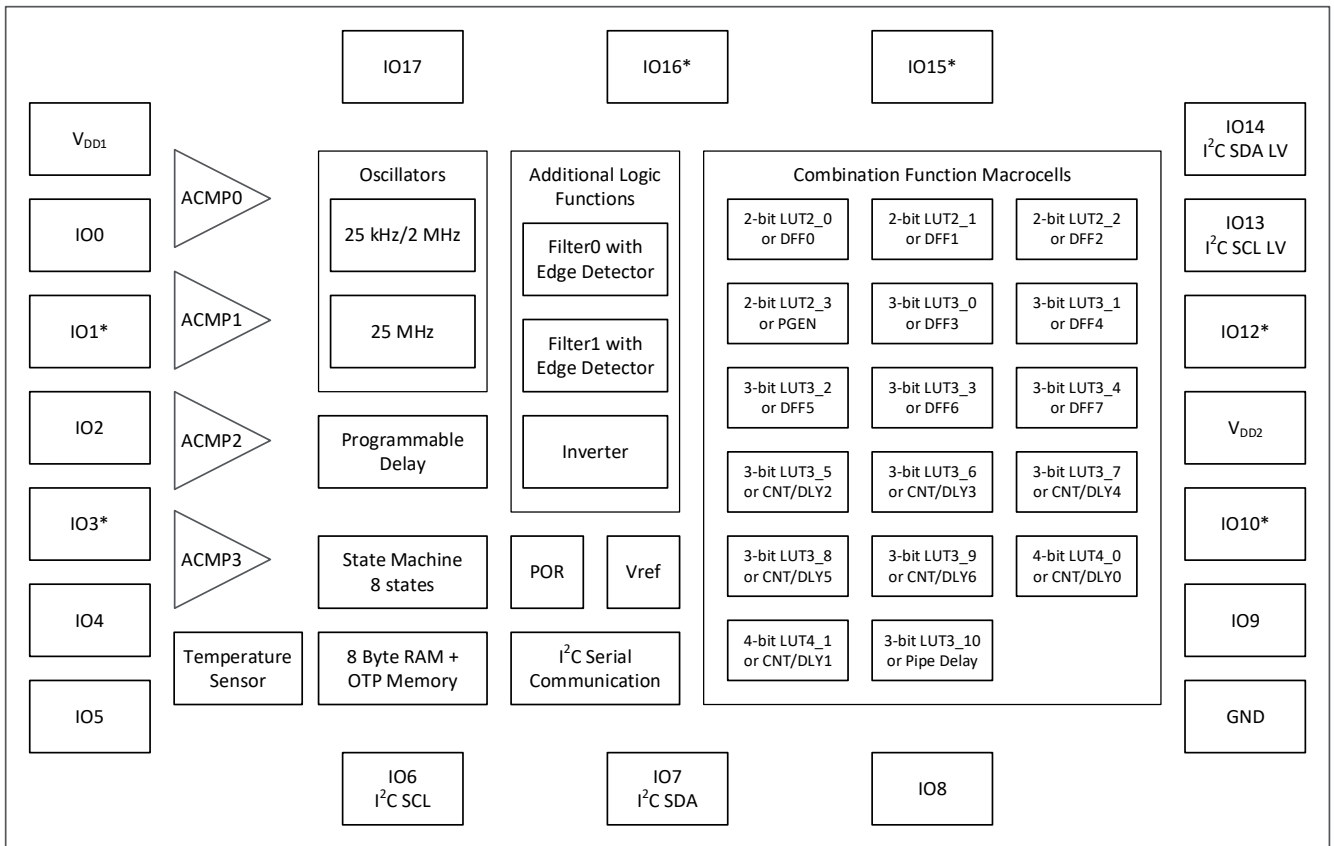 IO17
IO16*
IO15*
V_DD1
IO0
IO1*
IO2
IO3*
IO4
IO5
ACMP0
ACMP1
ACMP2
ACMP3
Temperature
Sensor
Oscillators
25 kHz/2 MHz
25 MHz
Programmable
Delay
State Machine
8 states
8 Byte RAM +
OTP Memory
Additional Logic
Functions
Filter0 with
Edge Detector
Filter1 with
Edge Detector
Inverter
POR
Vref
I²C Serial
Communication
Combination Function Macrocells
2-bit LUT2_0
or DFF0
2-bit LUT2_1
or DFF1
2-bit LUT2_2
or DFF2
2-bit LUT2_3
or PGEN
3-bit LUT3_0
or DFF3
3-bit LUT3_1
or DFF4
3-bit LUT3_2
or DFF5
3-bit LUT3_3
or DFF6
3-bit LUT3_4
or DFF7
3-bit LUT3_5
or CNT/DLY2
3-bit LUT3_6
or CNT/DLY3
3-bit LUT3_7
or CNT/DLY4
3-bit LUT3_8
or CNT/DLY5
3-bit LUT3_9
or CNT/DLY6
4-bit LUT4_0
or CNT/DLY0
4-bit LUT4_1
or CNT/DLY1
3-bit LUT3_10
or Pipe Delay
IO14
I²C SDA LV
IO13
I²C SCL LV
IO12*
V_DD2
IO10*
IO9
GND
IO6
I²C SCL
IO7
I²C SDA
IO8